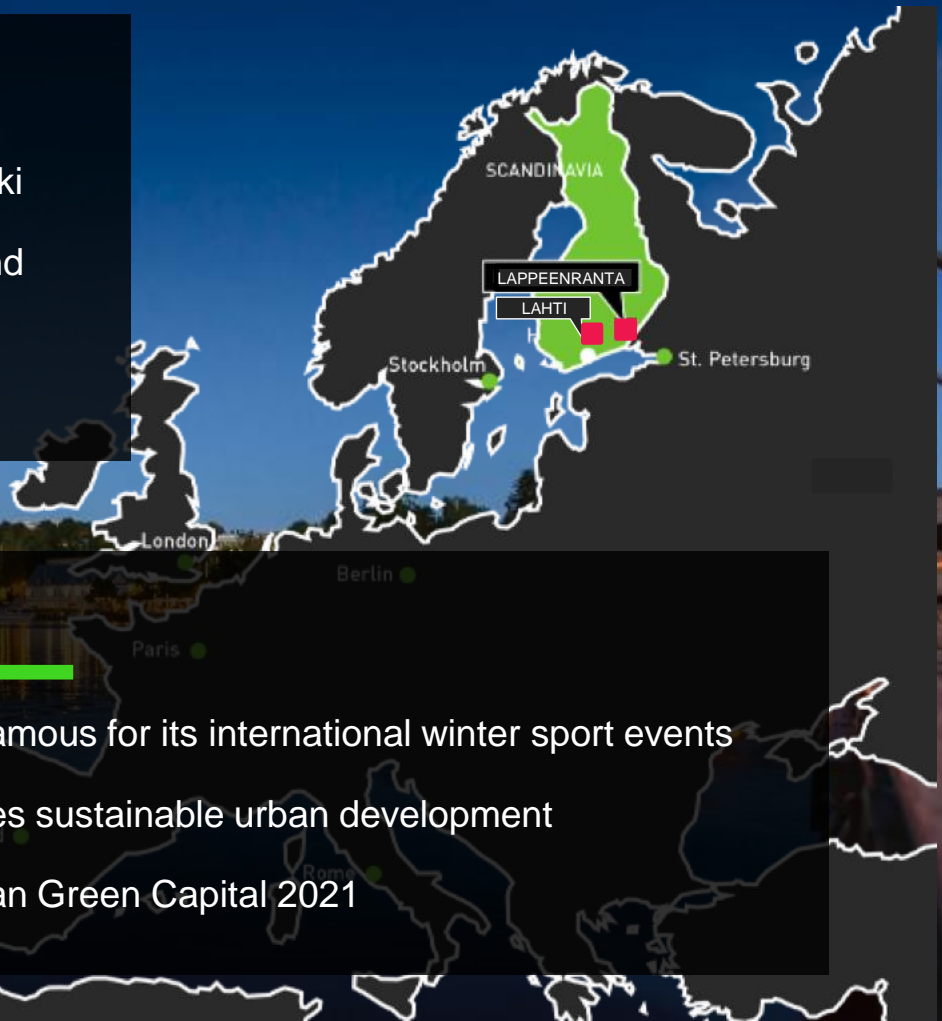 ki
nd
SCANDINAVIA
LAPPEENRANTA
LAHTI
H
Stockholm
St. Petersburg
London
Berlin
Paris
amous for its international winter sport events
es sustainable urban development
Rome
an Green Capital 2021